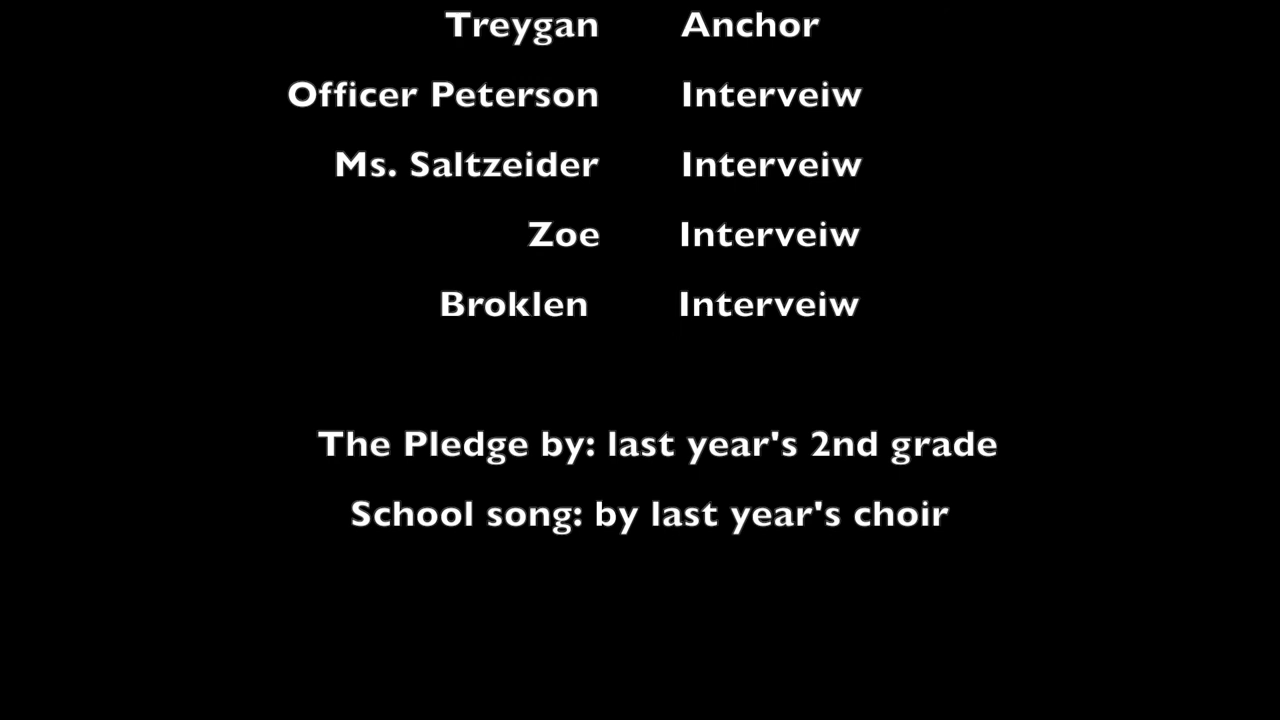 Treygan Anchor
Officer Peterson Interveiw
Ms. Saltzeider Interveiw
Zoe Interveiw
Broklen Interveiw
The Pledge by: last year's 2nd grade
School song: by last year's choir